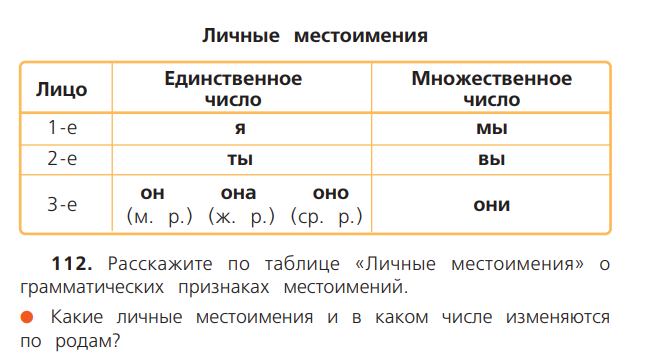 Личные местоимения
Лицо Единственное число Множественное число
1-е я мы
2-е ты вы
3-е он (м. р.) она (ж. р.) оно (ср. р.) они
112. Расскажите по таблице «Личные местоимения» о
грамматических признаках местоимений.
Какие личные местоимения и в каком числе изменяются
по родам?